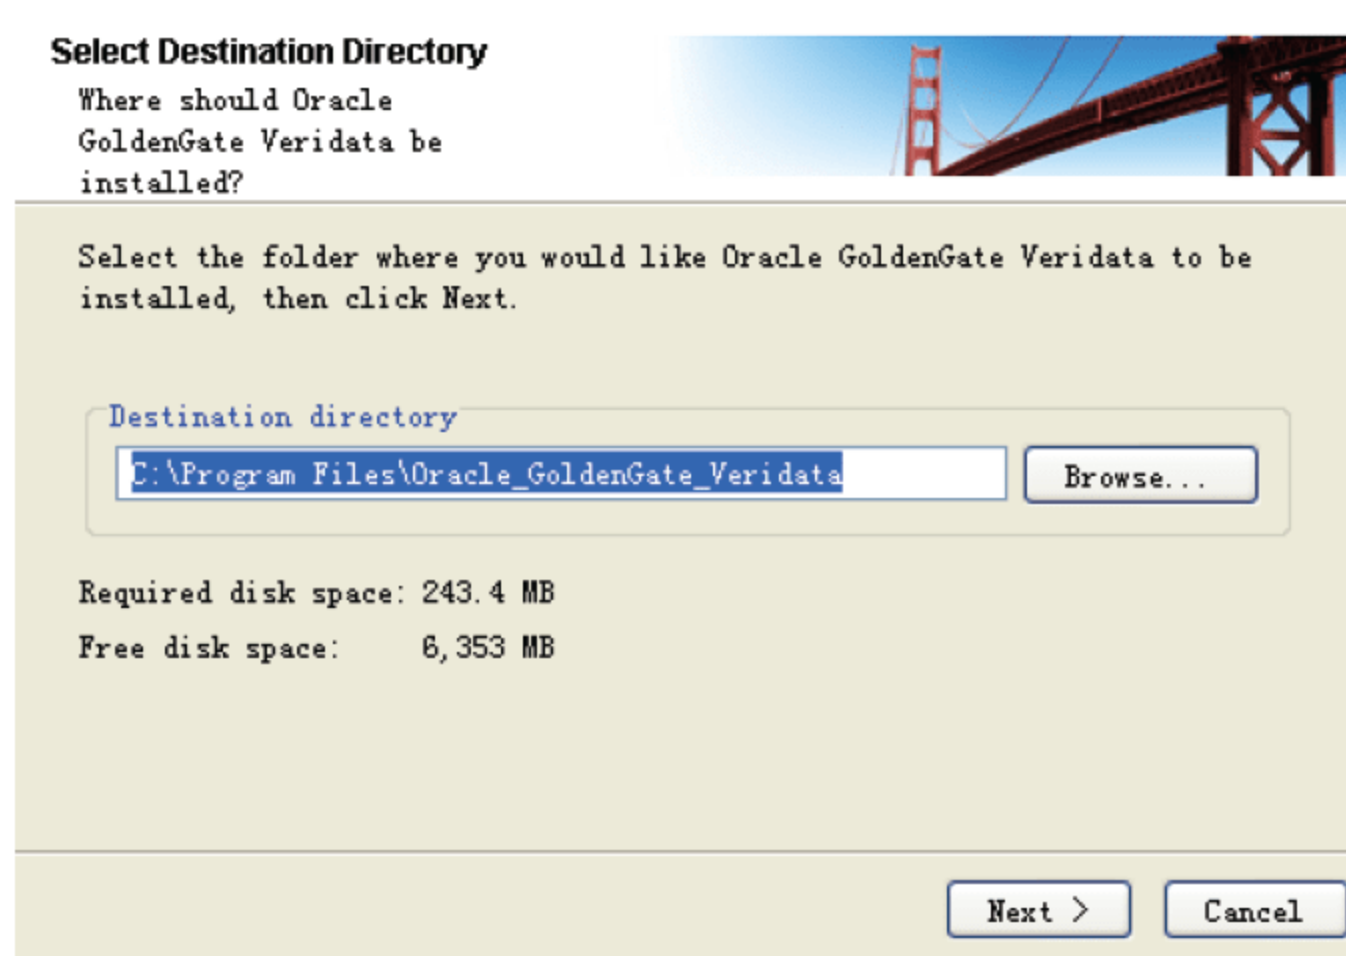 Select Destination Directory
Where should Oracle
GoldenGate Veridata be
installed?
Select the folder where you would like Oracle GoldenGate Veridata to be
installed, then click Next.
Destination directory
C:\Program Files\Oracle_GoldenGate_Veridata
Browse...
Required disk space: 243.4 MB
Free disk space: 6,353 MB
Next >
Cancel